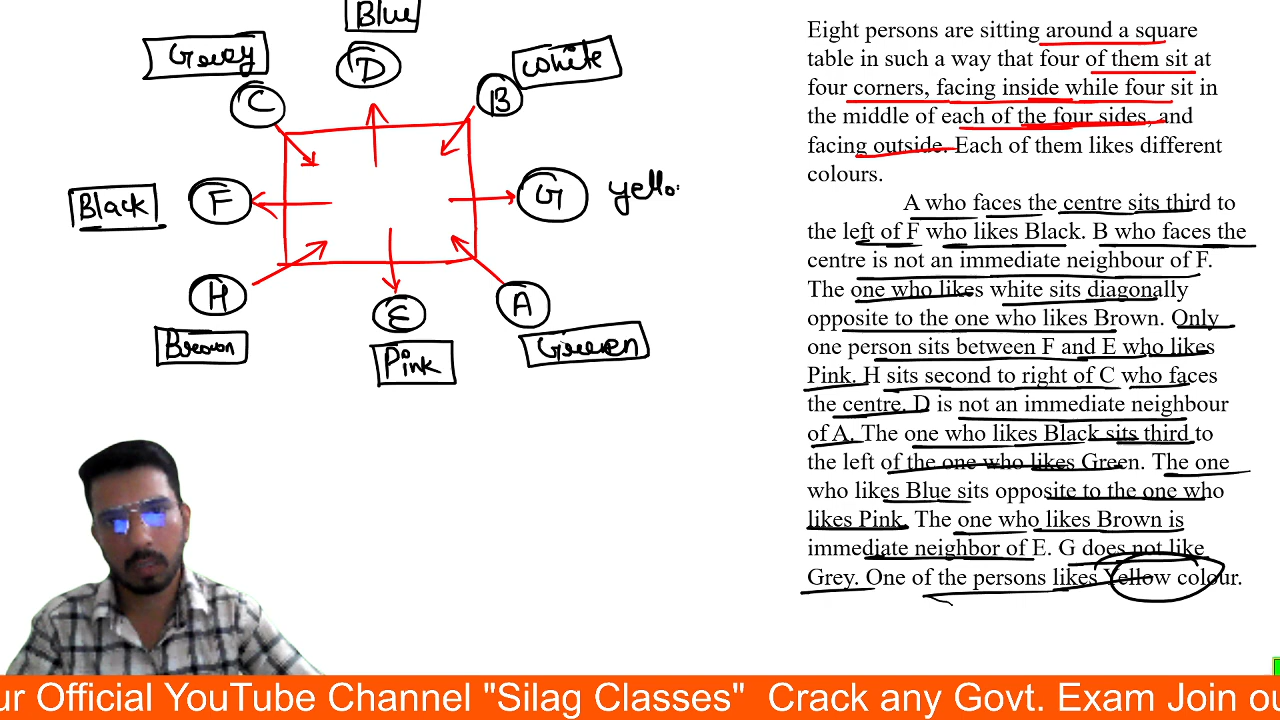 Blue
Grey
D
White
C
B
Black
F
G
yello
H
E
A
Brown
Pink
Green
Eight persons are sitting around a square
table in such a way that four of them sit at
four corners, facing inside while four sit in
the middle of each of the four sides, and
facing outside. Each of them likes different
colours.
A who faces the centre sits third to
the left of F who likes Black. B who faces the
centre is not an immediate neighbour of F.
The one who likes white sits diagonally
opposite to the one who likes Brown. Only
one person sits between F and E who likes
Pink. H sits second to right of C who faces
the centre. D is not an immediate neighbour
of A. The one who likes Black sits third to
the left of the one who likes Green. The one
who likes Blue sits opposite to the one who
likes Pink. The one who likes Brown is
immediate neighbor of E. G does not like
Grey. One of the persons likes Yellow colour.
ur Official YouTube Channel "Silag Classes" Crack any Govt. Exam Join ou